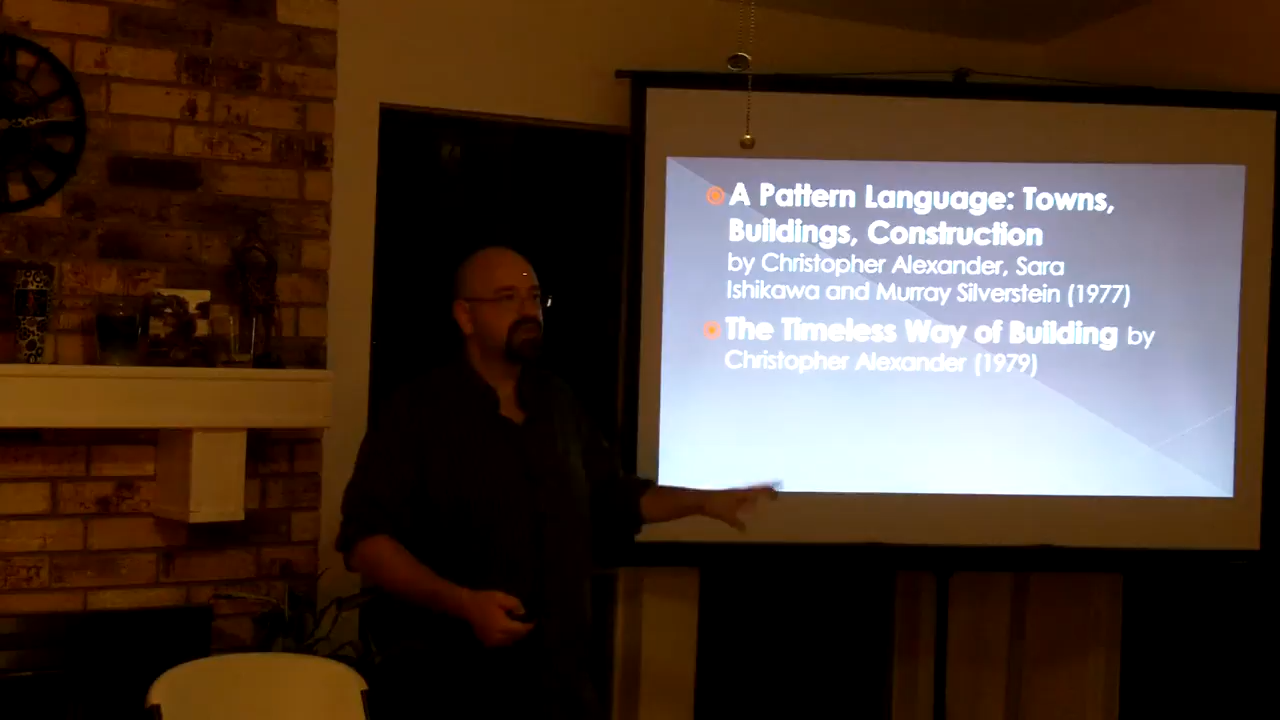 A Pattern Language: Towns,
Buildings, Construction
by Christopher Alexander, Sara
Ishikawa and Murray Silverstein (1977)
The Timeless Way of Building by
Christopher Alexander (1979)